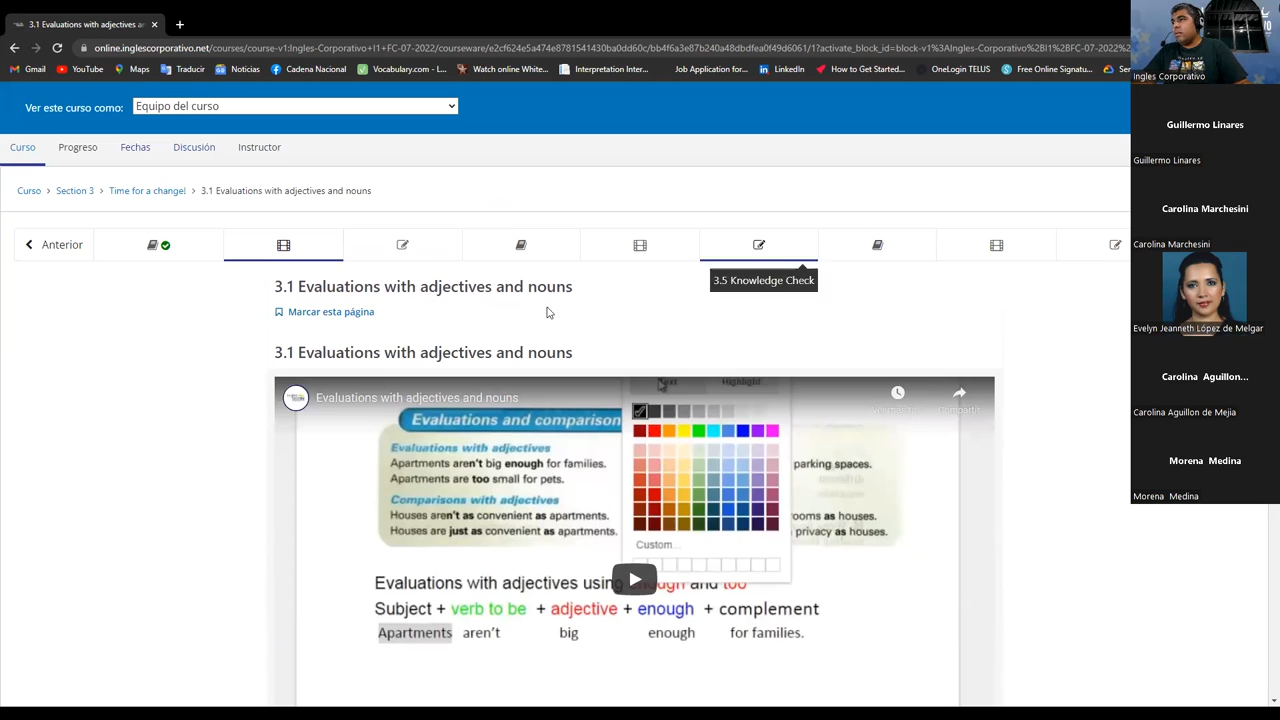 3.1 Evaluations with adjectives an
online.inglescorporativo.net/courses/course-v1:Ingles-Corporativo+I1+FC-07-2022/courseware/e2cf624e5a474e8781541430ba0dd60c/bb4f6a3e87b240a48dbdfea0f49d6061/1?activate_block_id=block-v1%3AIngles-Corporativo%2BI1%2BFC-07-2022%
Gmail YouTube Maps Traducir Noticias Cadena Nacional Vocabulary.com - L... Watch online White... Interpretation Inter... Job Application for... LinkedIn How to Get Started... OneLogin TELUS Free Online Signatu... Ser
Ingles Corporativo
Ver este curso como: Equipo del curso
Guillermo Linares
Curso Progreso Fechas Discusión Instructor
Guillermo Linares
Curso > Section 3 > Time for a change! > 3.1 Evaluations with adjectives and nouns
Carolina Marchesini
Anterior
Carolina Marchesini
3.5 Knowledge Check
3.1 Evaluations with adjectives and nouns
Marcar esta página
Evelyn Jeanneth López de Melgar
3.1 Evaluations with adjectives and nouns
Carolina Aguillon...
Evaluations with adjectives and nouns
Highlight
Carolina Aguillon de Mejia
Evaluations and comparison
Evaluations with adjectives
Apartments aren't big enough for families.
parking spaces.
Apartments are too small for pets.
Morena Medina
Comparisons with adjectives
Morena Medina
Houses aren't as convenient as apartments.
rooms as houses.
Houses are just as convenient as apartments.
privacy as houses.
Custom...
Evaluations with adjectives using enough and too
Subject + verb to be + adjective + enough + complement
Apartments aren't big enough for families.